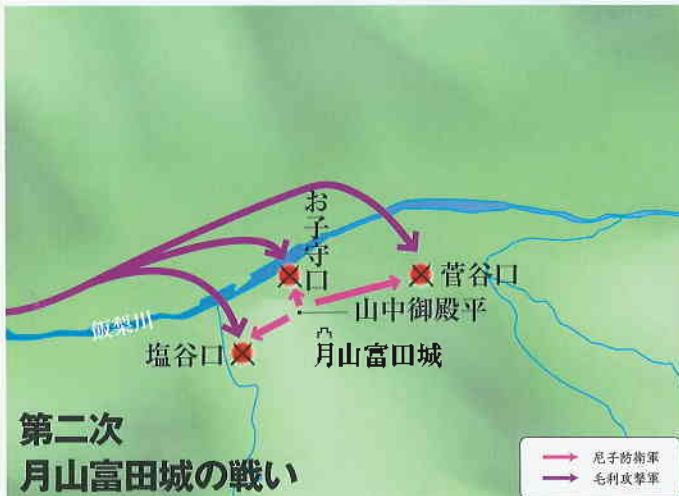 お子守口
菅谷口
山中御殿平
飯梨川
塩谷口
月山富田城
第二次
月山富田城の戦い
尼子防衛軍
毛利攻撃軍